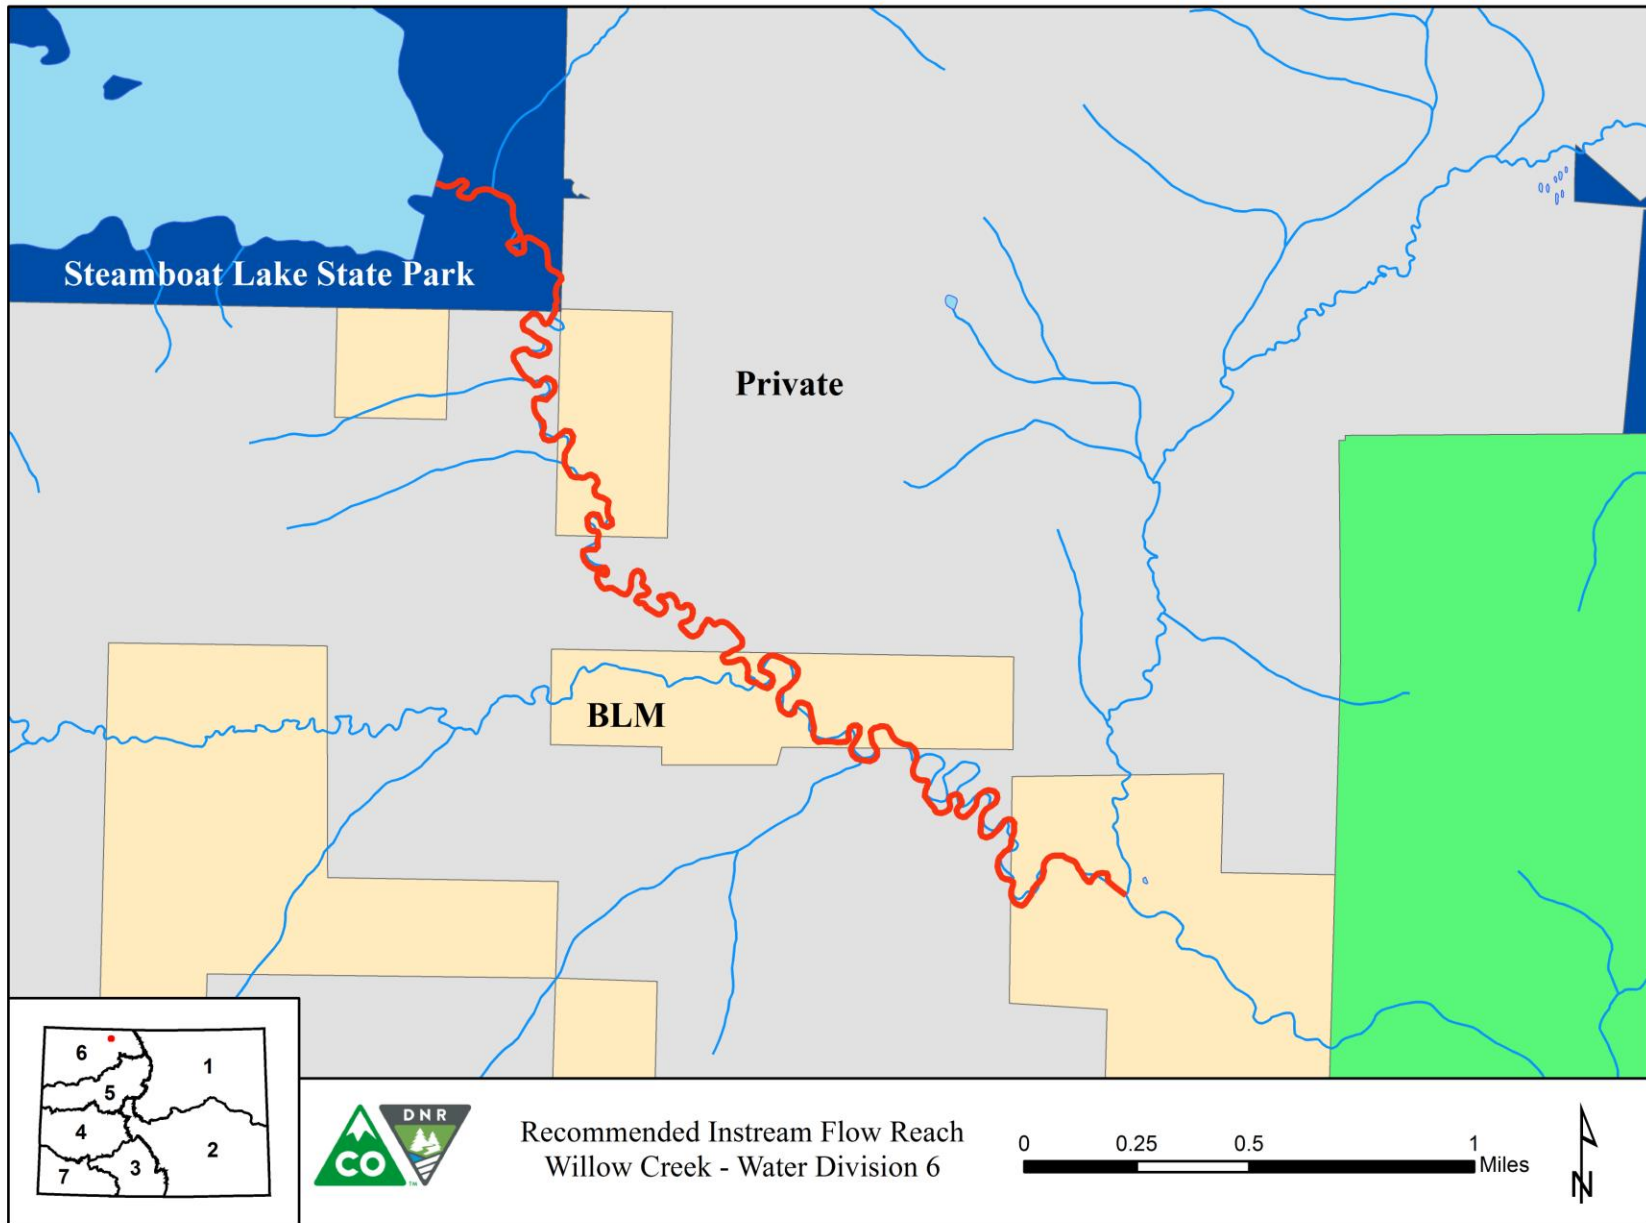 Steamboat Lake State Park
Private
BLM
6
1
5
4
2
3
7
CO
TM
DNR
Recommended Instream Flow Reach
Willow Creek - Water Division 6
0 0.25 0.5 1
Miles
N